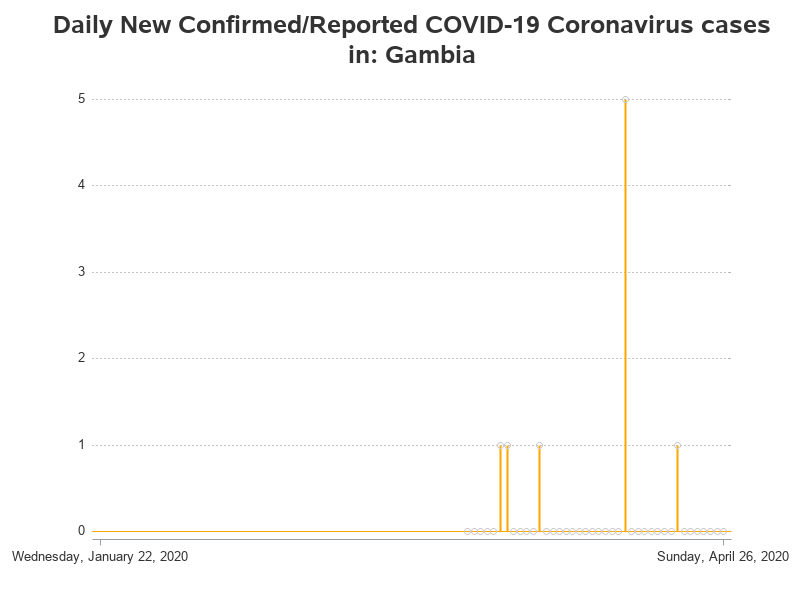 Daily New Confirmed/Reported COVID-19 Coronavirus cases
in: Gambia
5
4
3
2
1
0
Wednesday, January 22, 2020
Sunday, April 26, 2020